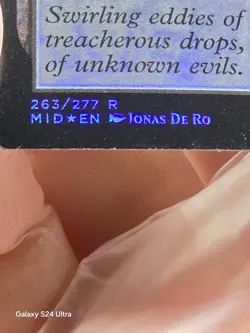 Swirling eddies of
treacherous drops,
of unknown evils.
263/277 R
MID★EN JONAS DE RO
Galaxy S24 Ultra